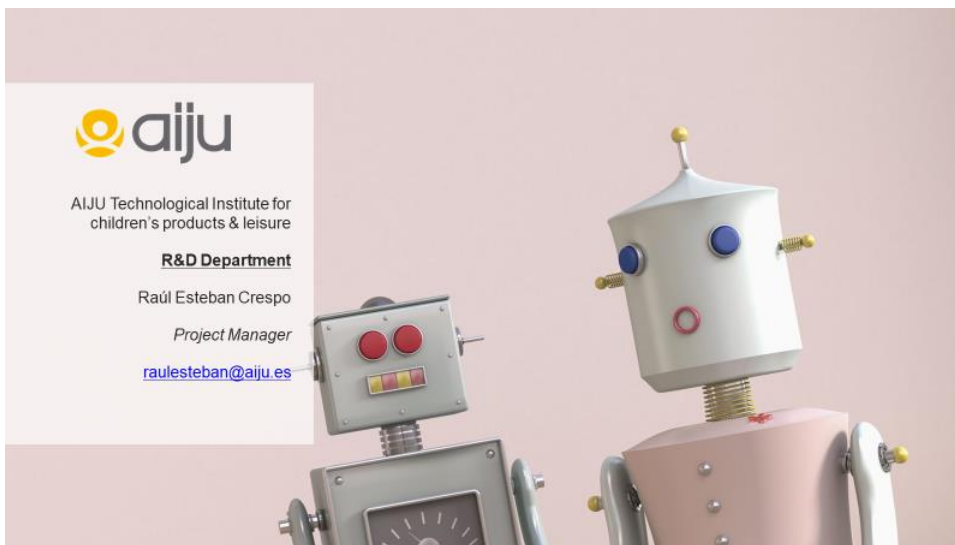 aiju
AIJU Technological Institute for
children's products & leisure
R&D Department
Raúl Esteban Crespo
Project Manager
raulesteban@aiju.es